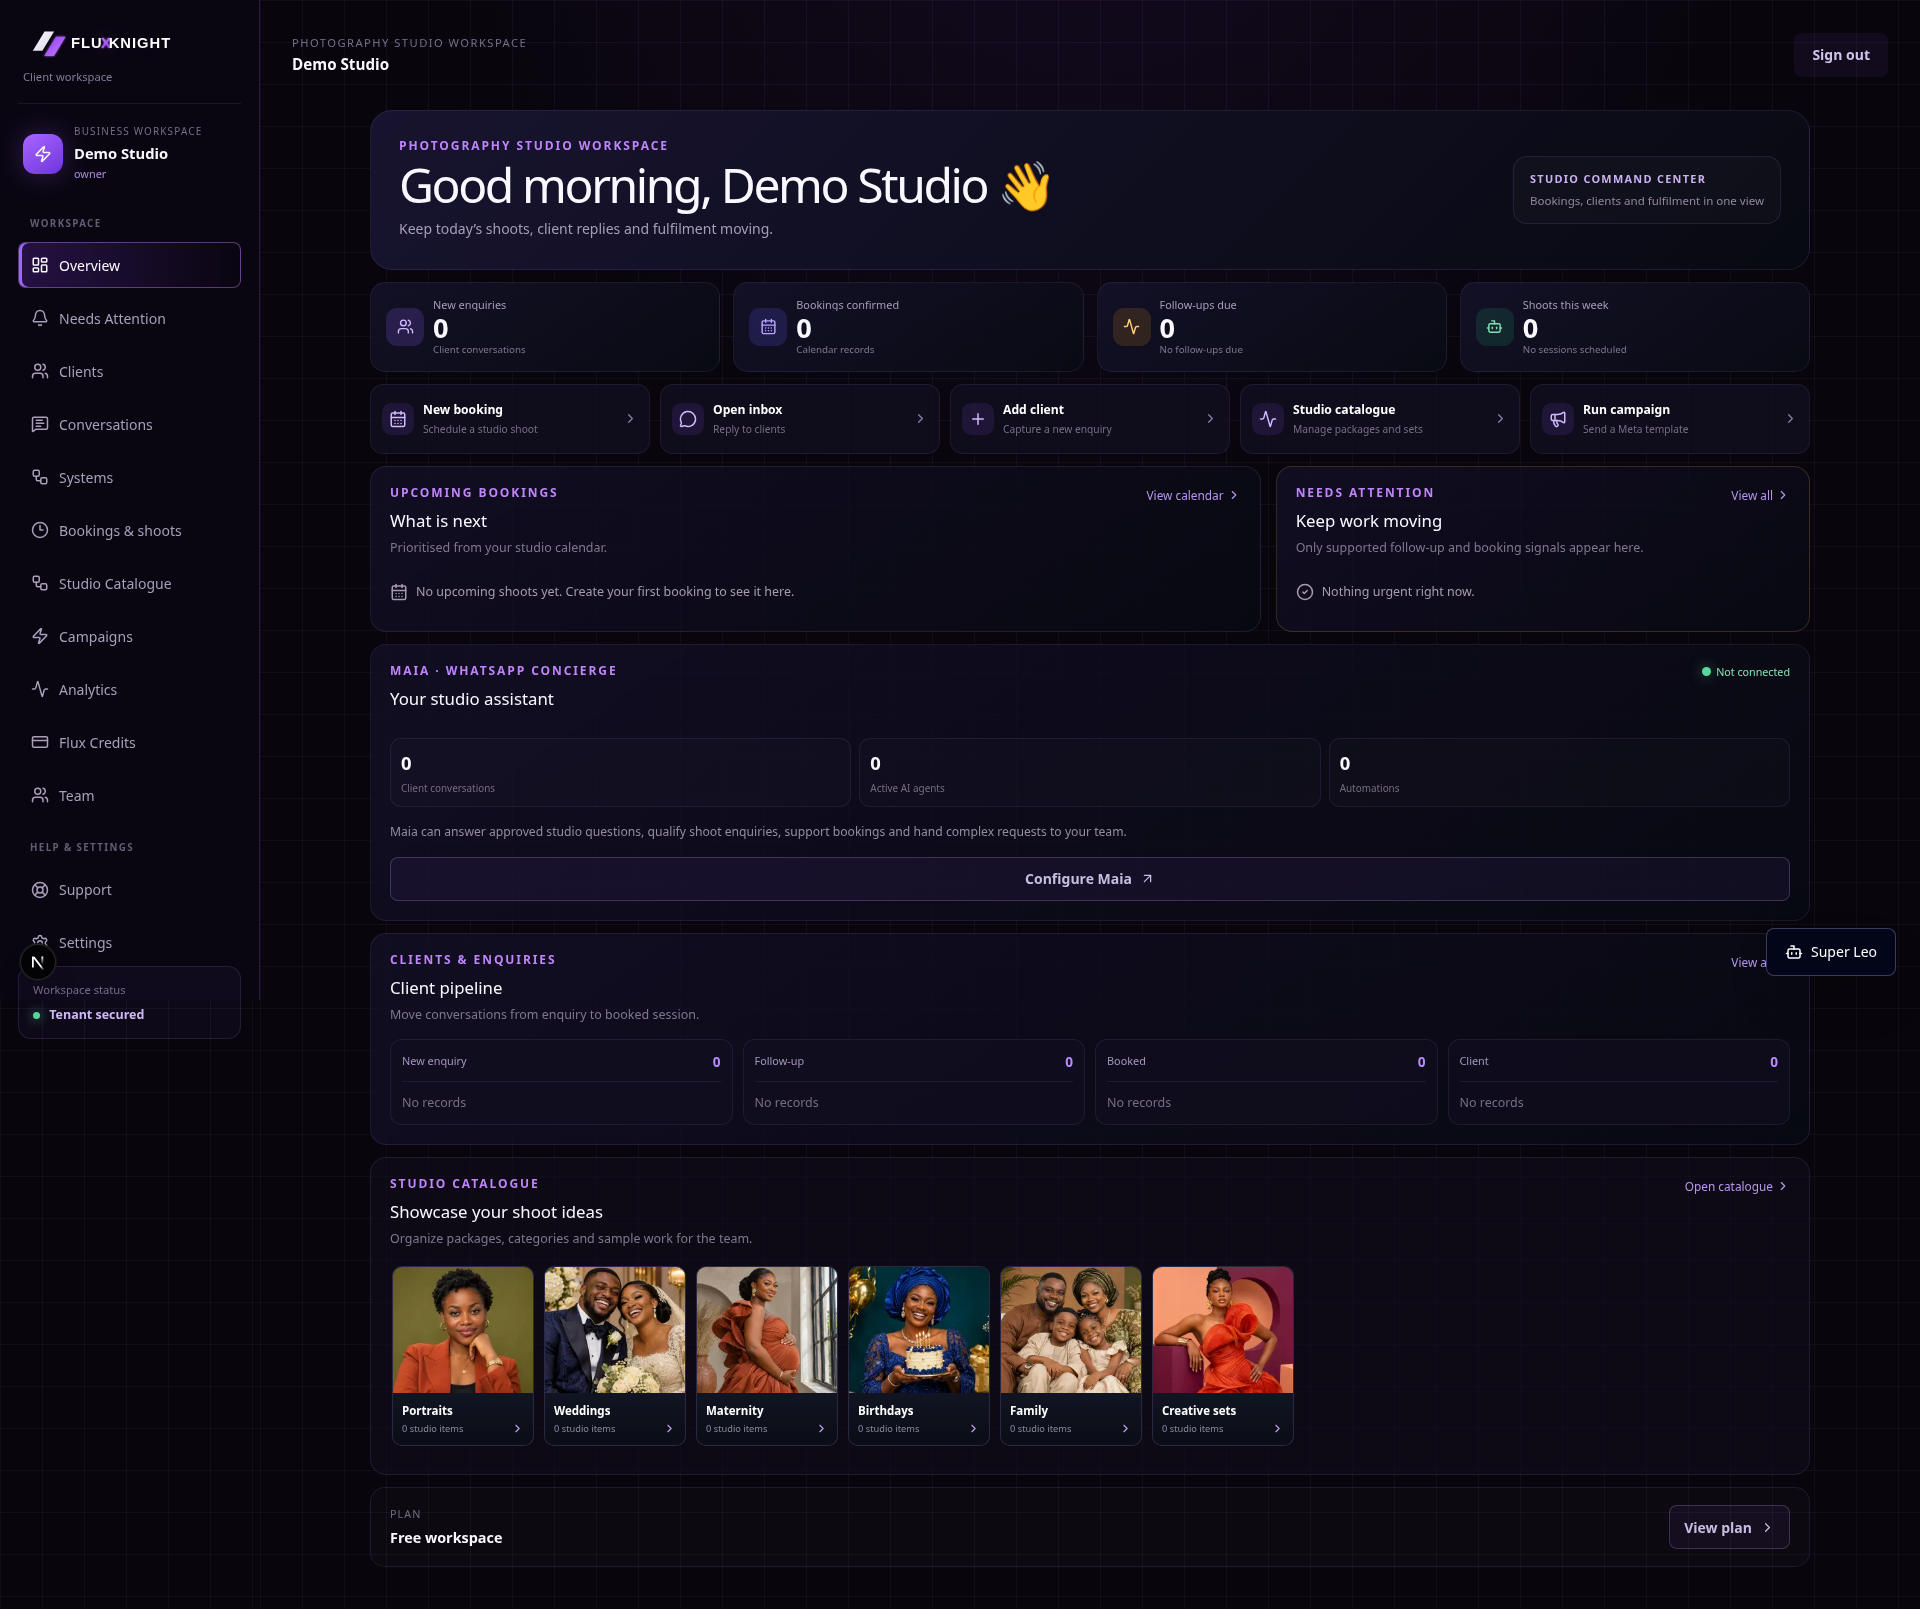 FLUXKNIGHT
Client workspace
BUSINESS WORKSPACE
Demo Studio
owner
WORKSPACE
Overview
Needs Attention
Clients
Conversations
Systems
Bookings & shoots
Studio Catalogue
Campaigns
Analytics
Flux Credits
Team
HELP & SETTINGS
Support
Settings
N
Workspace status
Tenant secured
PHOTOGRAPHY STUDIO WORKSPACE
Demo Studio
Sign out
PHOTOGRAPHY STUDIO WORKSPACE
Good morning, Demo Studio 👋
Keep today’s shoots, client replies and fulfilment moving.
STUDIO COMMAND CENTER
Bookings, clients and fulfilment in one view
New enquiries
0
Client conversations
Bookings confirmed
0
Calendar records
Follow-ups due
0
No follow-ups due
Shoots this week
0
No sessions scheduled
New booking
Schedule a studio shoot
Open inbox
Reply to clients
Add client
Capture a new enquiry
Studio catalogue
Manage packages and sets
Run campaign
Send a Meta template
UPCOMING BOOKINGS
View calendar
What is next
Prioritised from your studio calendar.
No upcoming shoots yet. Create your first booking to see it here.
NEEDS ATTENTION
View all
Keep work moving
Only supported follow-up and booking signals appear here.
Nothing urgent right now.
MAIA · WHATSAPP CONCIERGE
Not connected
Your studio assistant
0
Client conversations
0
Active AI agents
0
Automations
Maia can answer approved studio questions, qualify shoot enquiries, support bookings and hand complex requests to your team.
Configure Maia
CLIENTS & ENQUIRIES
View a
Super Leo
Client pipeline
Move conversations from enquiry to booked session.
New enquiry 0
No records
Follow-up 0
No records
Booked 0
No records
Client 0
No records
STUDIO CATALOGUE
Open catalogue
Showcase your shoot ideas
Organize packages, categories and sample work for the team.
Portraits
0 studio items
Weddings
0 studio items
Maternity
0 studio items
Birthdays
0 studio items
Family
0 studio items
Creative sets
0 studio items
PLAN
Free workspace
View plan